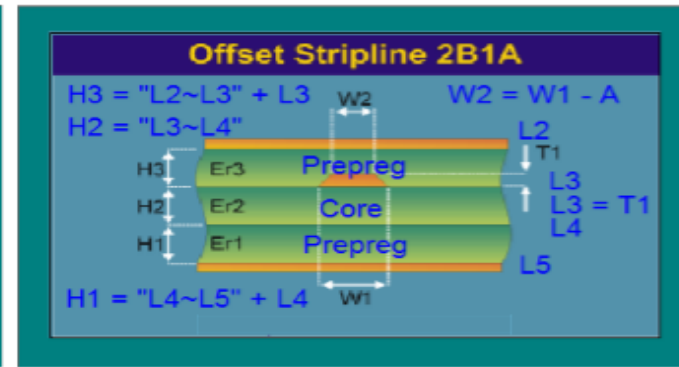 Offset Stripline 2B1A
H3 = "L2~L3" + L3
W2
W2 = W1 - A
H2 = "L3~L4"
L2
H3
Er3
Prepreg
T1
L3
H2
Er2
Core
L3 = T1
L4
H1
Er1
Prepreg
L5
H1 = "L4~L5" + L4
W1